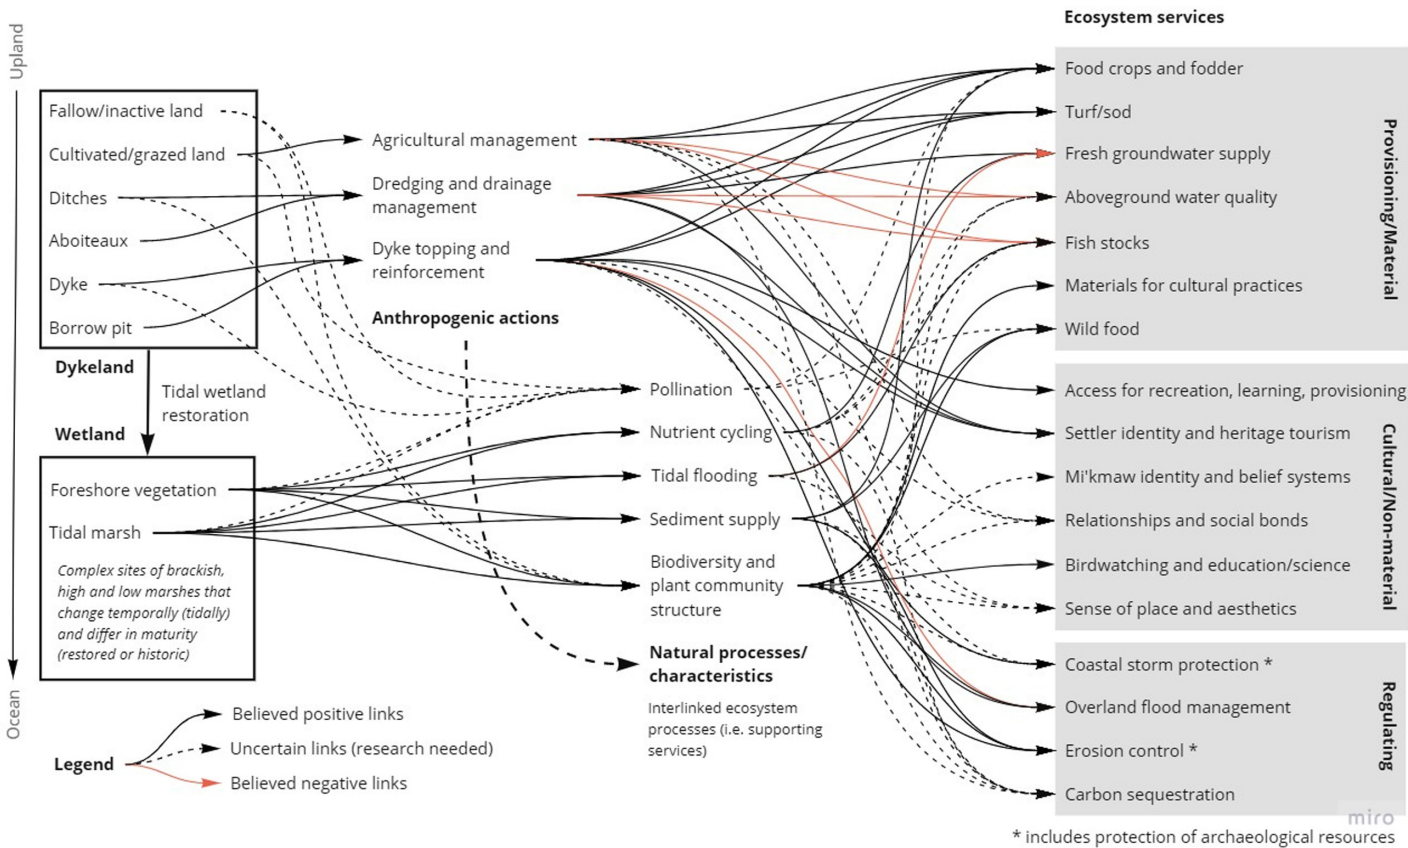 Ecosystem services
Upland
Fallow/inactive land
Cultivated/grazed land
Ditches
Aboiteaux
Dyke
Borrow pit
Dykeland
Tidal wetland
restoration
Wetland
Foreshore vegetation
Tidal marsh
Complex sites of brackish,
high and low marshes that
change temporally (tidally)
and differ in maturity
(restored or historic)
Ocean
Agricultural management
Dredging and drainage
management
Dyke topping and
reinforcement
Anthropogenic actions
Pollination
Nutrient cycling
Tidal flooding
Sediment supply
Biodiversity and
plant community
structure
Natural processes/
characteristics
Interlinked ecosystem
processes (i.e. supporting
services)
Food crops and fodder
Turf/sod
Fresh groundwater supply
Aboveground water quality
Fish stocks
Materials for cultural practices
Wild food
Provisioning/Material
Access for recreation, learning, provisioning
Settler identity and heritage tourism
Mi'kmaw identity and belief systems
Relationships and social bonds
Birdwatching and education/science
Sense of place and aesthetics
Cultural/Non-material
Coastal storm protection *
Overland flood management
Erosion control *
Carbon sequestration
Regulating
Legend
Believed positive links
Uncertain links (research needed)
Believed negative links
miro
* includes protection of archaeological resources